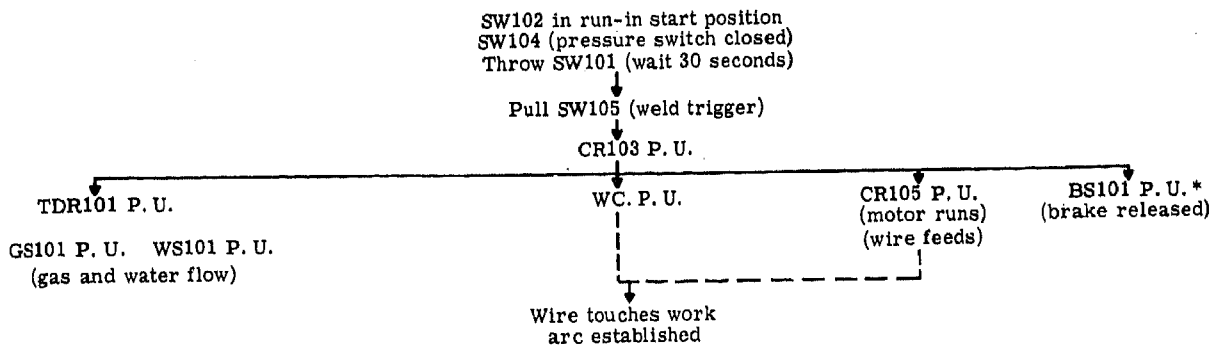 SW102 in run-in start position
SW104 (pressure switch closed)
Throw SW101 (wait 30 seconds)
Pull SW105 (weld trigger)
CR103 P. U.
TDR101 P. U.
GS101 P. U. WS101 P. U.
(gas and water flow)
WC. P. U.
CR105 P. U.
(motor runs)
(wire feeds)
BS101 P. U. *
(brake released)
Wire touches work
arc established